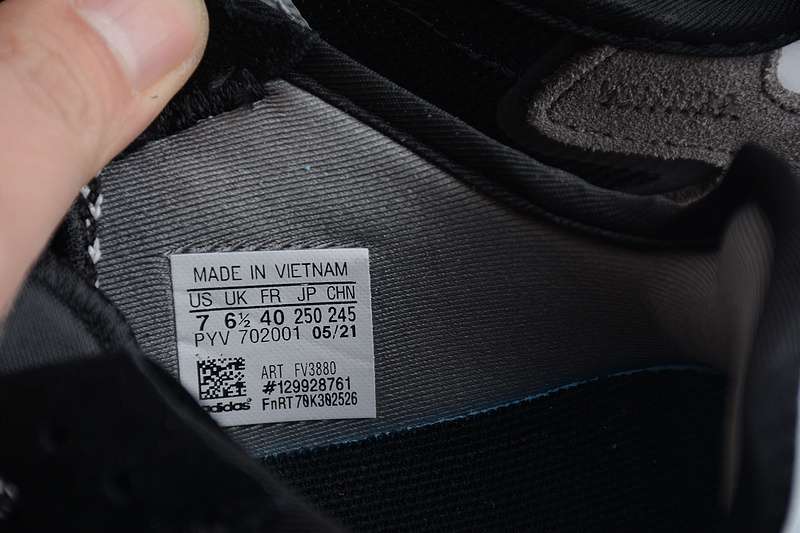 MADE IN VIETNAM
US UK FR JP CHN
7 6½ 40 250 245
PYV 702001 05/21
ART FV3880
#129928761
adidas FnRT70K302526